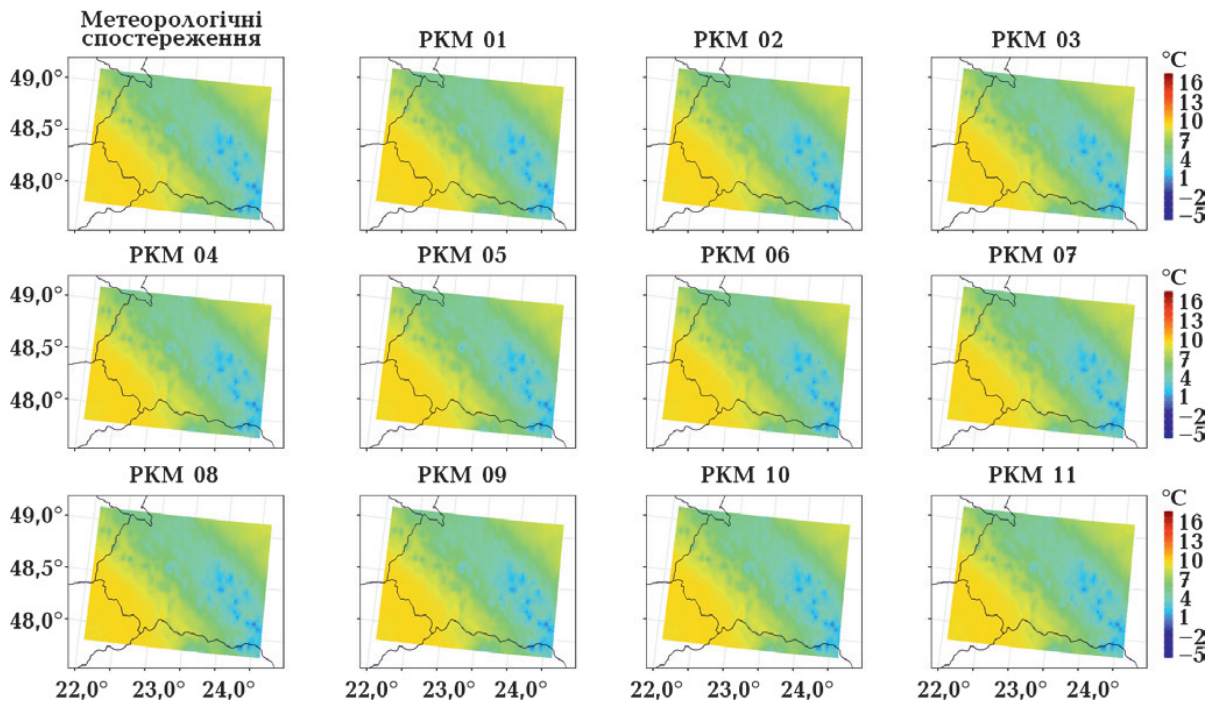 Метеорологічні
спостереження
РКМ 01
РКМ 02
РКМ 03
°C
49,0°
48,5°
48,0°
16
13
10
7
4
1
−2
−5
РКМ 04
РКМ 05
РКМ 06
РКМ 07
°C
49,0°
48,5°
48,0°
16
13
10
7
4
1
−2
−5
РКМ 08
РКМ 09
РКМ 10
РКМ 11
°C
49,0°
48,5°
48,0°
16
13
10
7
4
1
−2
−5
22,0° 23,0° 24,0°
22,0° 23,0° 24,0°
22,0° 23,0° 24,0°
22,0° 23,0° 24,0°